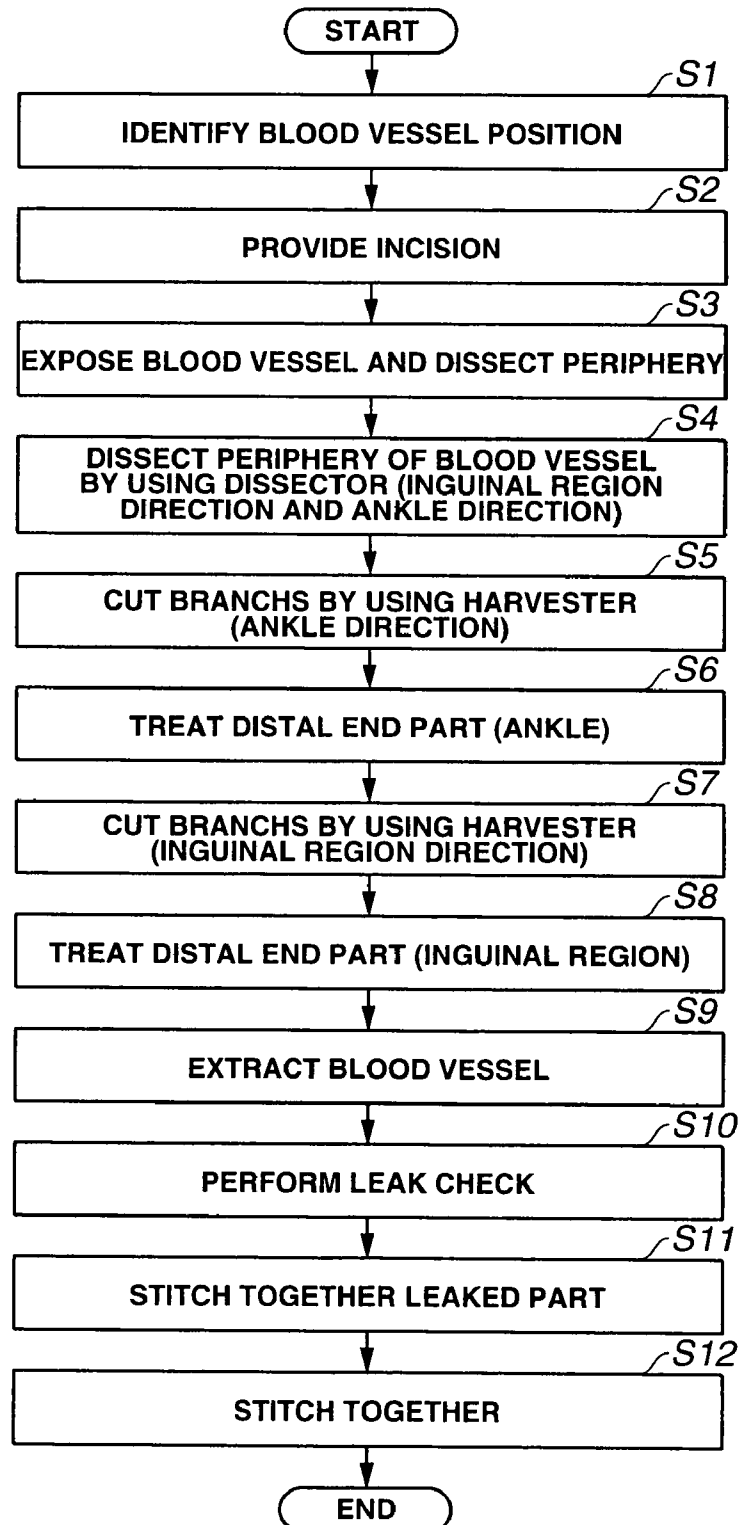 START
S1
IDENTIFY BLOOD VESSEL POSITION
S2
PROVIDE INCISION
S3
EXPOSE BLOOD VESSEL AND DISSECT PERIPHERY
S4
DISSECT PERIPHERY OF BLOOD VESSEL
BY USING DISSECTOR (INGUINAL REGION
DIRECTION AND ANKLE DIRECTION)
S5
CUT BRANCHS BY USING HARVESTER
(ANKLE DIRECTION)
S6
TREAT DISTAL END PART (ANKLE)
S7
CUT BRANCHS BY USING HARVESTER
(INGUINAL REGION DIRECTION)
S8
TREAT DISTAL END PART (INGUINAL REGION)
S9
EXTRACT BLOOD VESSEL
S10
PERFORM LEAK CHECK
S11
STITCH TOGETHER LEAKED PART
S12
STITCH TOGETHER
END